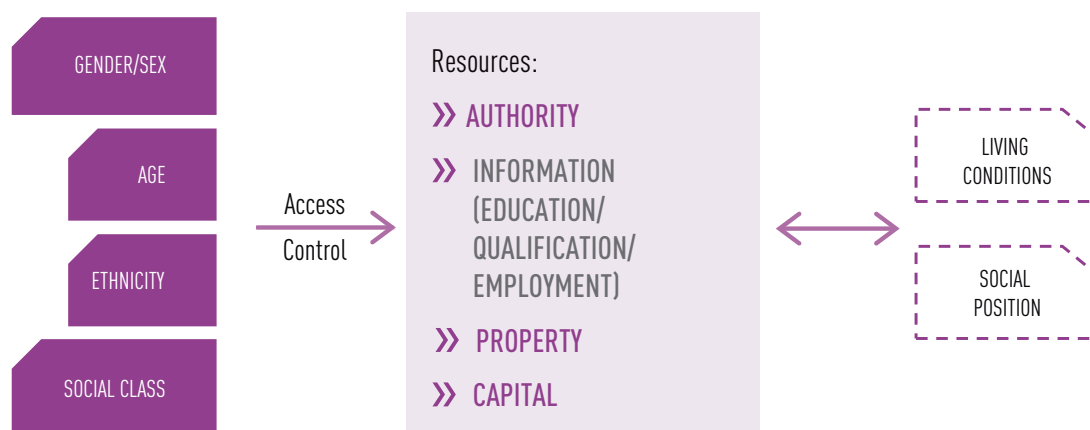 GENDER/SEX
AGE
ETHNICITY
SOCIAL CLASS
Access
Control
Resources:
AUTHORITY
INFORMATION
(EDUCATION/
QUALIFICATION/
EMPLOYMENT)
PROPERTY
CAPITAL
LIVING
CONDITIONS
SOCIAL
POSITION